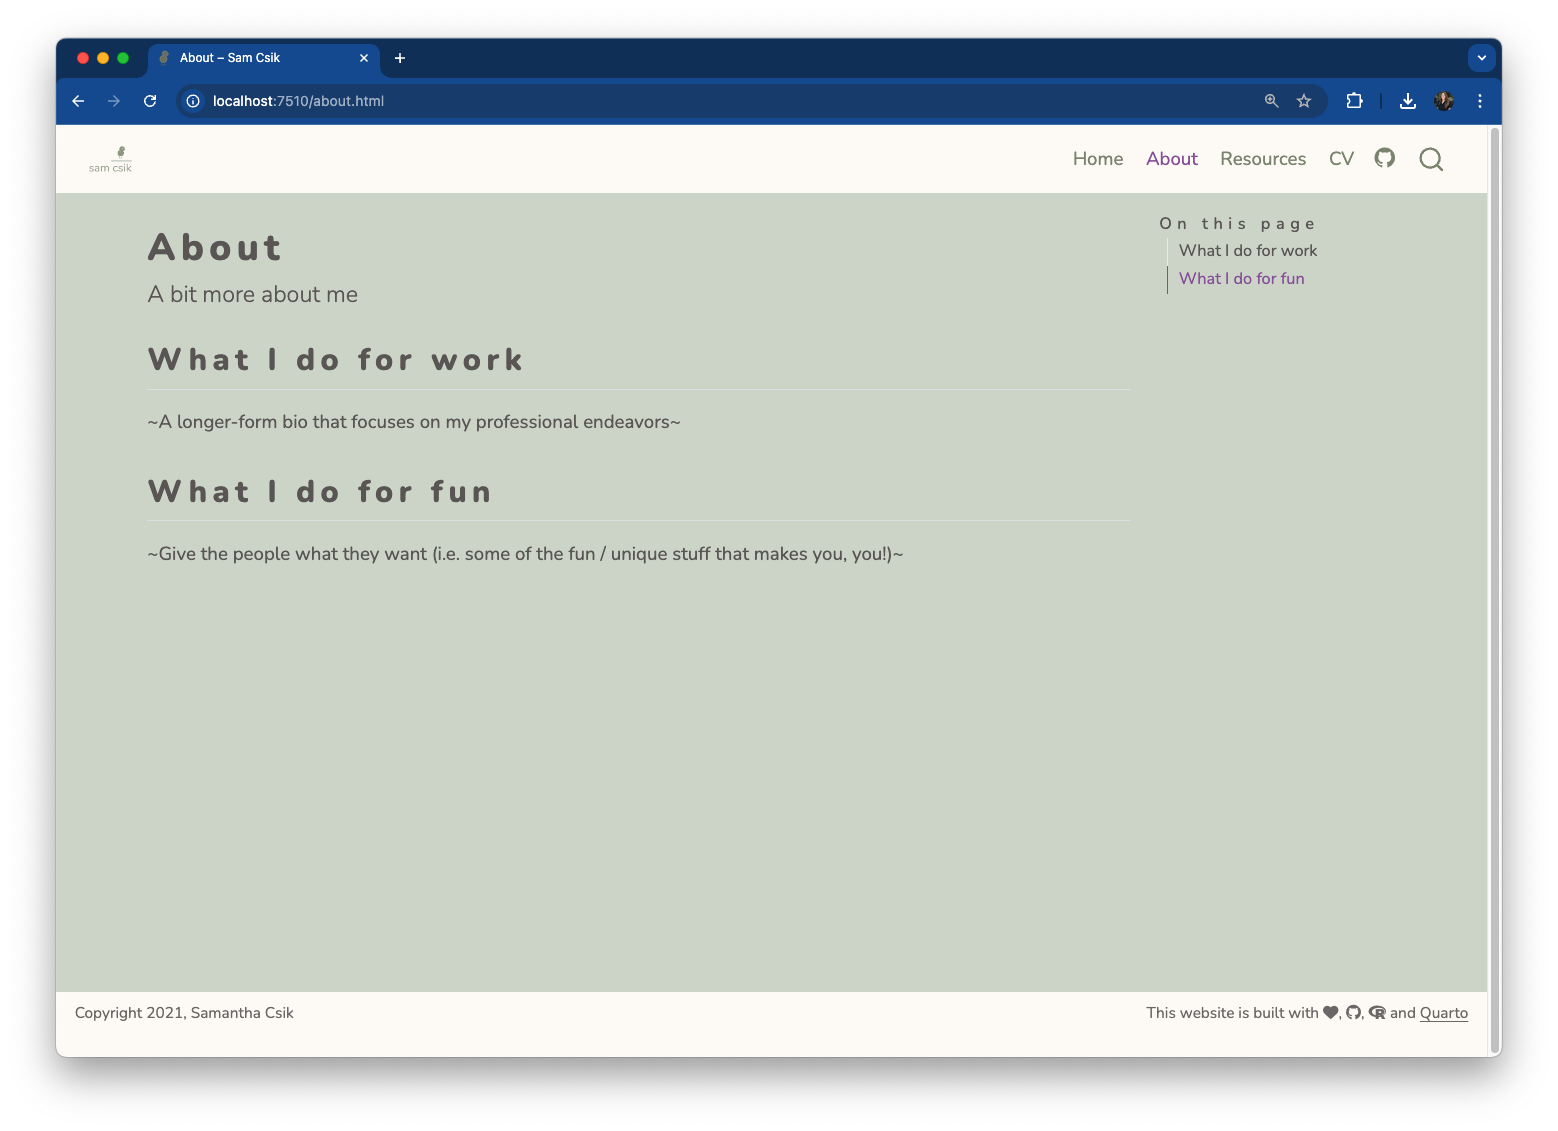 About – Sam Csik
localhost:7510/about.html
sam csik
Home About Resources CV
On this page
What I do for work
What I do for fun
About
A bit more about me
What I do for work
~A longer-form bio that focuses on my professional endeavors~
What I do for fun
~Give the people what they want (i.e. some of the fun / unique stuff that makes you, you!)~
Copyright 2021, Samantha Csik
This website is built with , , and Quarto